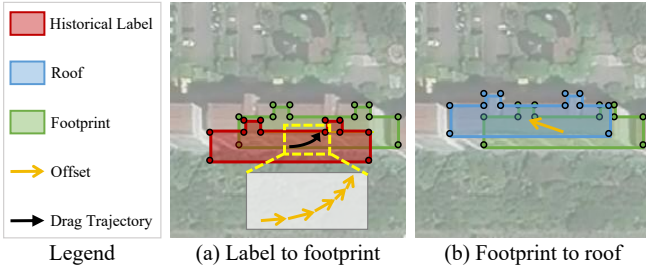 Historical Label
Roof
Footprint
Offset
Drag Trajectory
Legend
(a) Label to footprint
(b) Footprint to roof